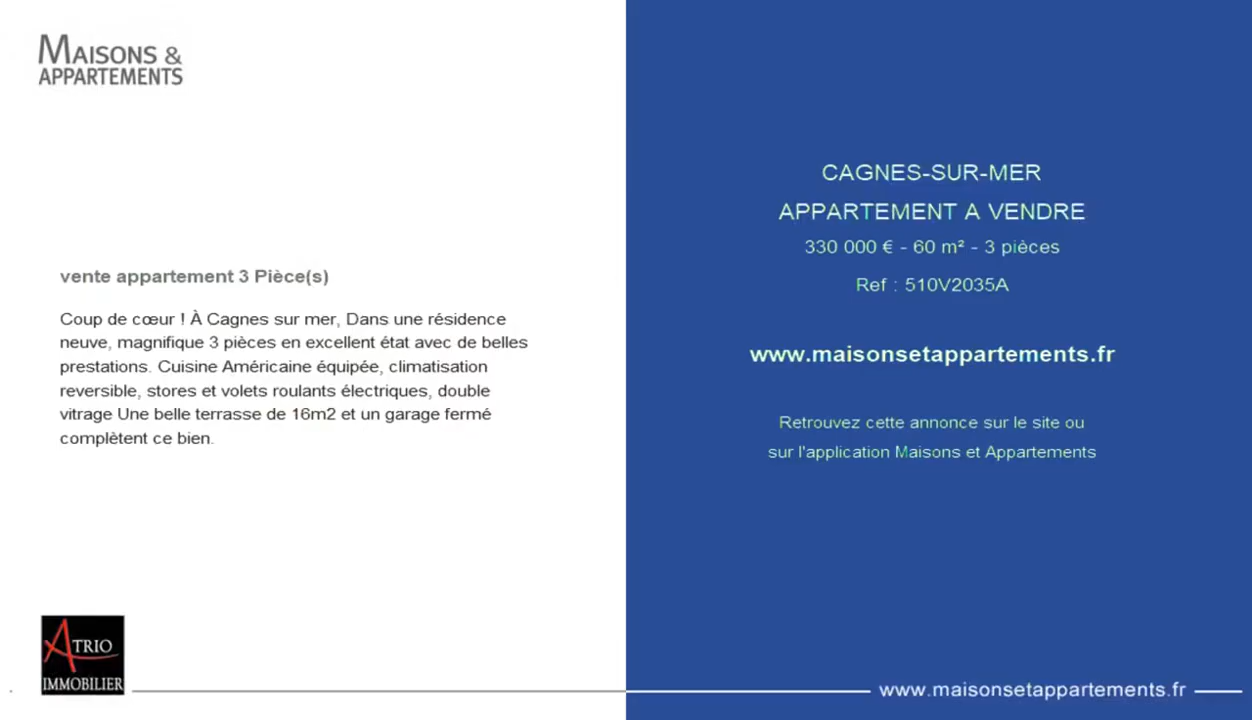 MAISONS &
APPARTEMENTS
vente appartement 3 Pièce(s)
Coup de cœur ! À Cagnes sur mer, Dans une résidence
neuve, magnifique 3 pièces en excellent état avec de belles
prestations. Cuisine Américaine équipée, climatisation
reversible, stores et volets roulants électriques, double
vitrage Une belle terrasse de 16m2 et un garage fermé
complètent ce bien.
ATRIO
IMMOBILIER
CAGNES-SUR-MER
APPARTEMENT A VENDRE
330 000 € - 60 m² - 3 pièces
Ref : 510V2035A
www.maisonsetappartements.fr
Retrouvez cette annonce sur le site ou
sur l'application Maisons et Appartements
www.maisonsetappartements.fr